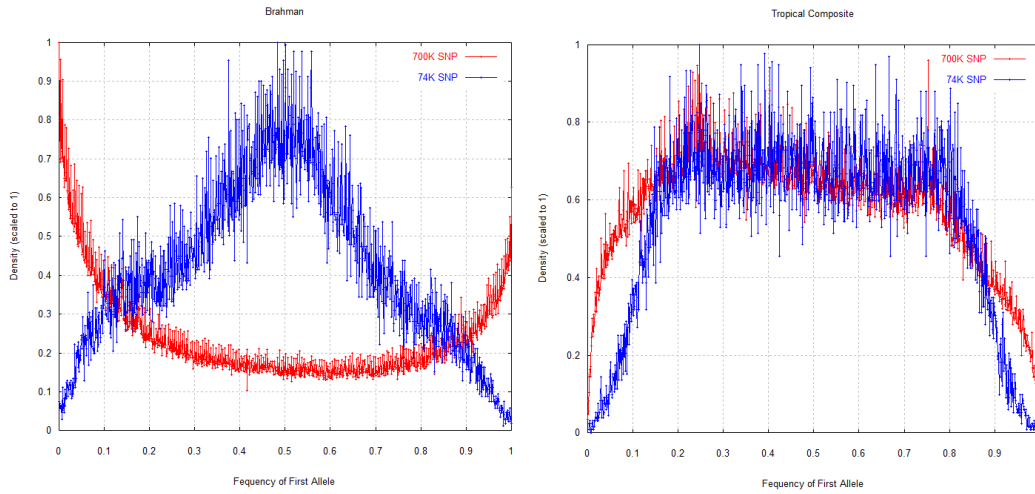 Brahman
700K SNP
74K SNP
1
0.9
0.8
0.7
0.6
0.5
0.4
0.3
0.2
0.1
0
Density (scaled to 1)
0 0.1 0.2 0.3 0.4 0.5 0.6 0.7 0.8 0.9 1
Fequency of First Allele
Tropical Composite
700K SNP
74K SNP
1
0.8
0.6
0.4
0.2
0
Density (scaled to 1)
0 0.1 0.2 0.3 0.4 0.5 0.6 0.7 0.8 0.9
Fequency of First Allele